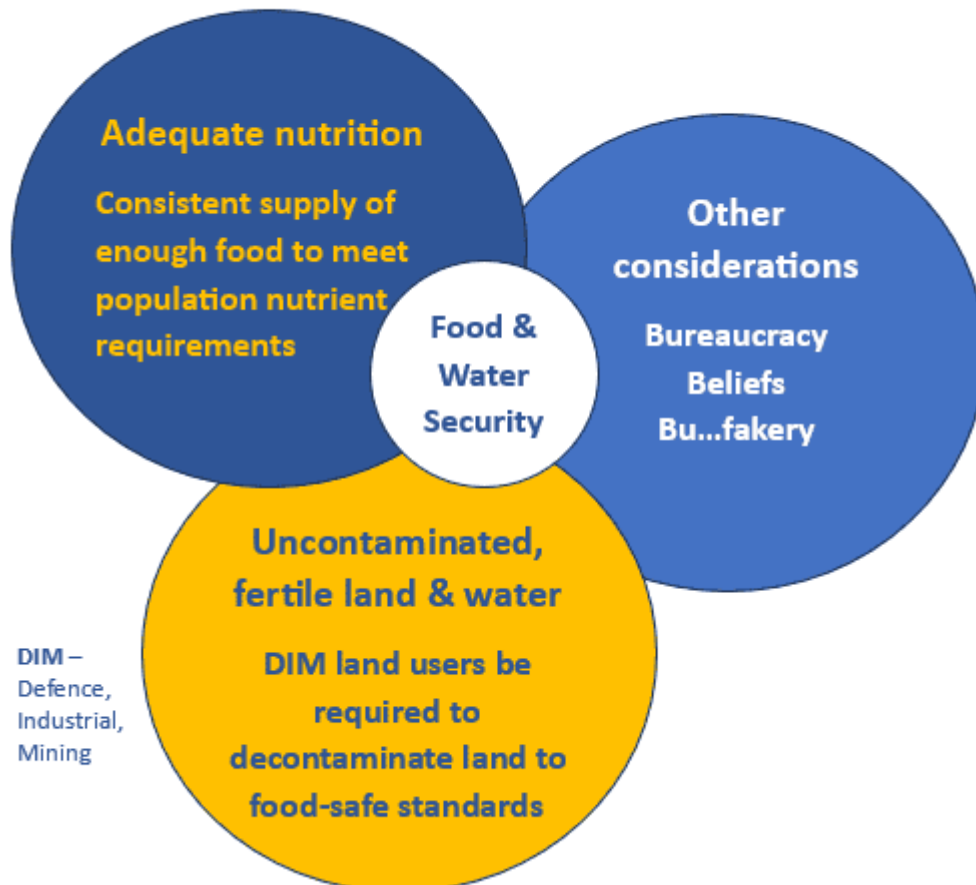 Adequate nutrition
Consistent supply of
enough food to meet
population nutrient
requirements
Other
considerations
Bureaucracy
Beliefs
Bu...fakery
Food &
Water
Security
Uncontaminated,
fertile land & water
DIM land users be
required to
decontaminate land to
food-safe standards
DIM –
Defence,
Industrial,
Mining